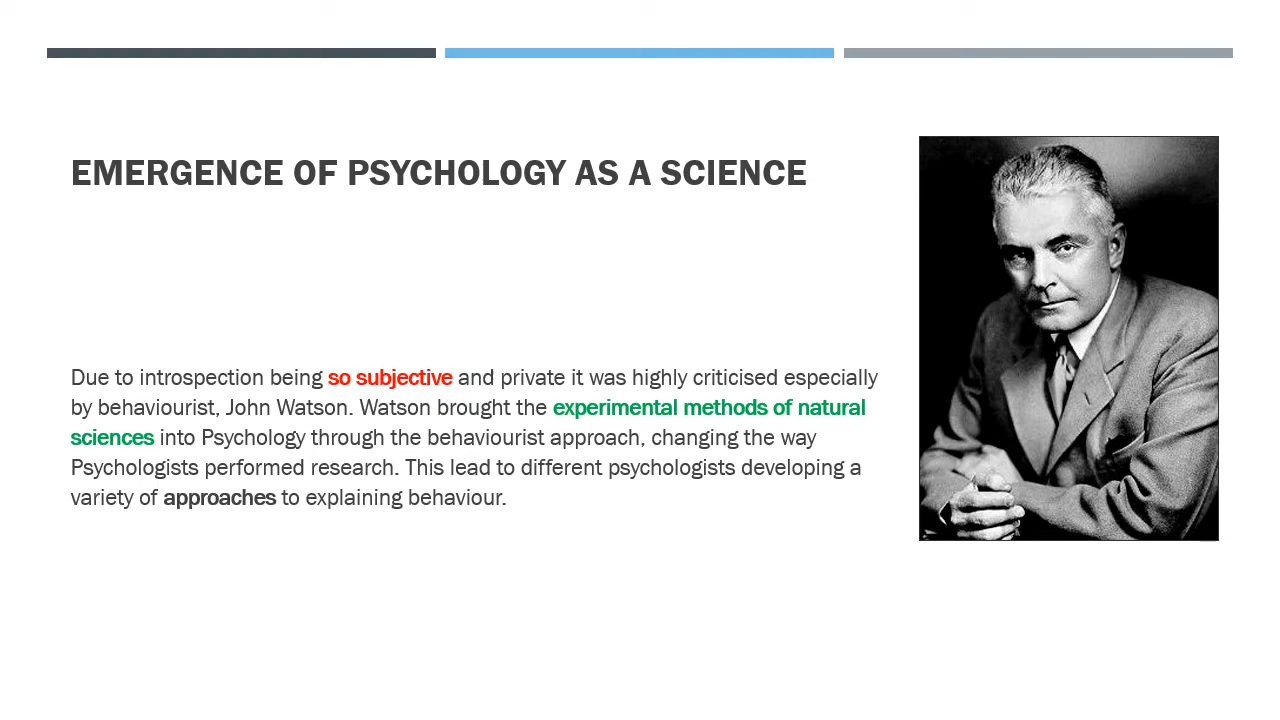 EMERGENCE OF PSYCHOLOGY AS A SCIENCE
Due to introspection being so subjective and private it was highly criticised especially
by behaviourist, John Watson. Watson brought the experimental methods of natural
sciences into Psychology through the behaviourist approach, changing the way
Psychologists performed research. This lead to different psychologists developing a
variety of approaches to explaining behaviour.